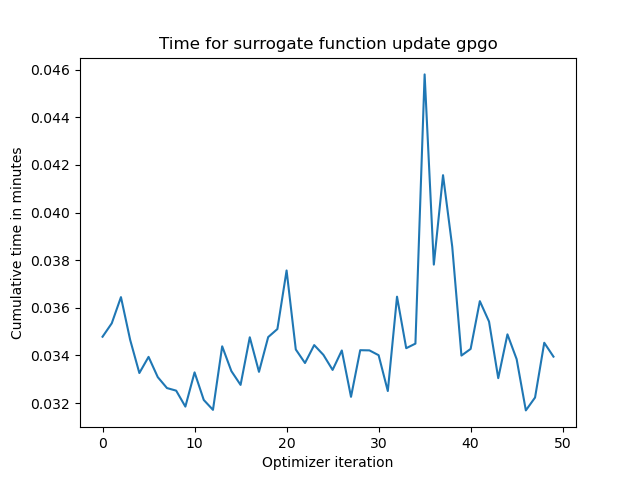 Time for surrogate function update gpgo
Cumulative time in minutes
0.046
0.044
0.042
0.040
0.038
0.036
0.034
0.032
0 10 20 30 40 50
Optimizer iteration